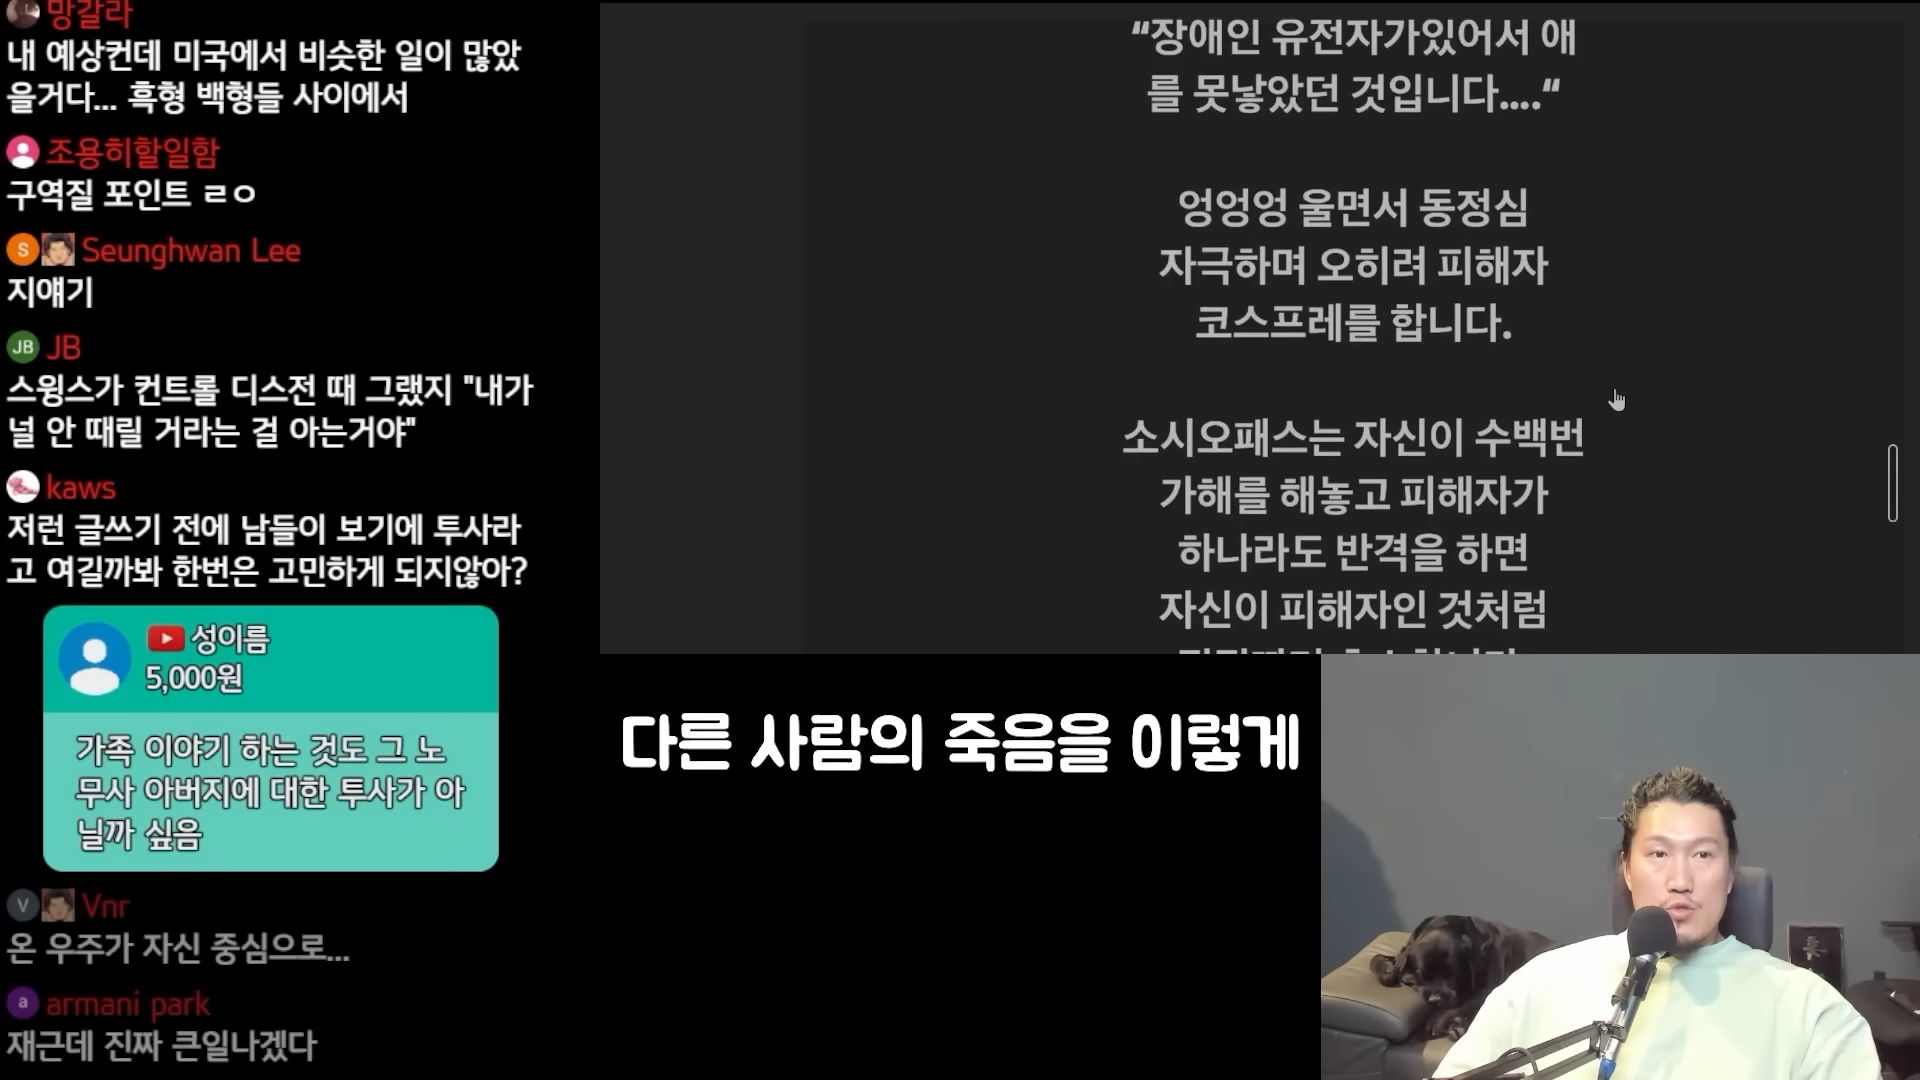 망갈라
내 예상컨데 미국에서 비슷한 일이 많았
을거다... 흑형 백형들 사이에서
조용히할일함
구역질 포인트 ㄹㅇ
S Seunghwan Lee
지얘기
JB JB
스윙스가 컨트롤 디스전 때 그랬지 "내가
널 안 때릴 거라는 걸 아는거야"
kaws
저런 글쓰기 전에 남들이 보기에 투사라
고 여길까봐 한번은 고민하게 되지않아?
성이름
5,000원
가족 이야기 하는 것도 그 노
무사 아버지에 대한 투사가 아
닐까 싶음
V Vnr
온 우주가 자신 중심으로...
a armani park
재근데 진짜 큰일나겠다
“장애인 유전자가있어서 애
를 못낳았던 것입니다....“
엉엉엉 울면서 동정심
자극하며 오히려 피해자
코스프레를 합니다.
소시오패스는 자신이 수백번
가해를 해놓고 피해자가
하나라도 반격을 하면
자신이 피해자인 것처럼
다른 사람의 죽음을 이렇게